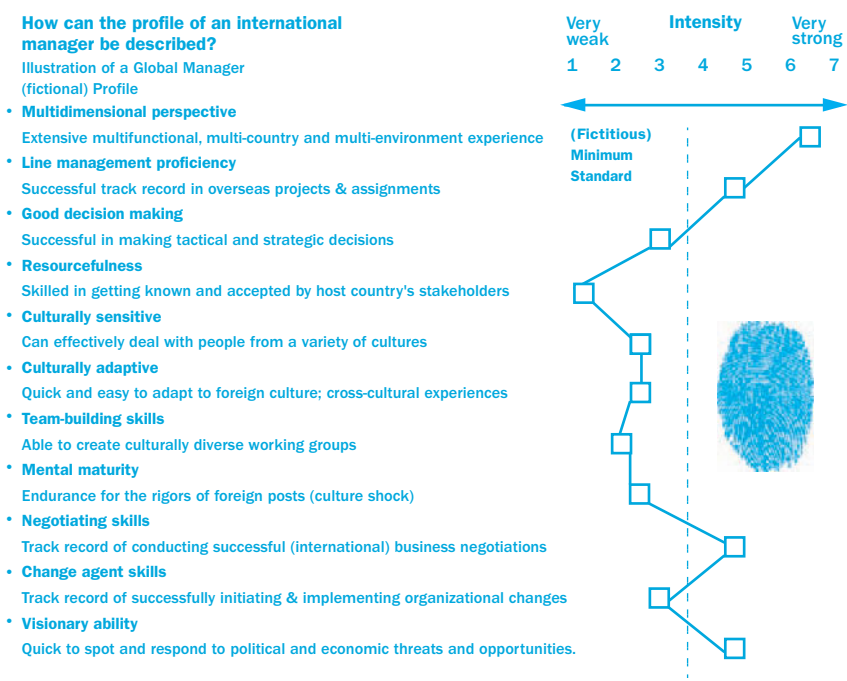 How can the profile of an international
manager be described?
Illustration of a Global Manager
(fictional) Profile
Very
weak
Intensity
Very
strong
1 2 3 4 5 6 7
• Multidimensional perspective
Extensive multifunctional, multi-country and multi-environment experience
(Fictitious)
Minimum
Standard
• Line management proficiency
Successful track record in overseas projects & assignments
• Good decision making
Successful in making tactical and strategic decisions
• Resourcefulness
Skilled in getting known and accepted by host country's stakeholders
• Culturally sensitive
Can effectively deal with people from a variety of cultures
• Culturally adaptive
Quick and easy to adapt to foreign culture; cross-cultural experiences
• Team-building skills
Able to create culturally diverse working groups
• Mental maturity
Endurance for the rigors of foreign posts (culture shock)
• Negotiating skills
Track record of conducting successful (international) business negotiations
• Change agent skills
Track record of successfully initiating & implementing organizational changes
• Visionary ability
Quick to spot and respond to political and economic threats and opportunities.